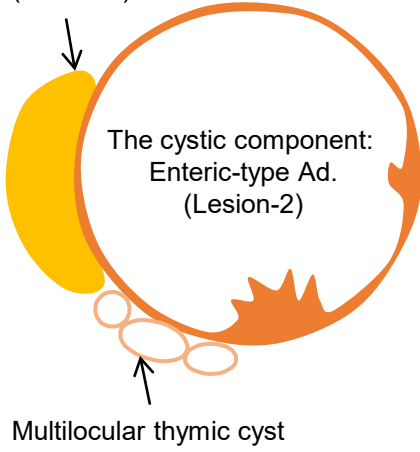 The cystic component:
Enteric-type Ad.
(Lesion-2)
Multilocular thymic cyst